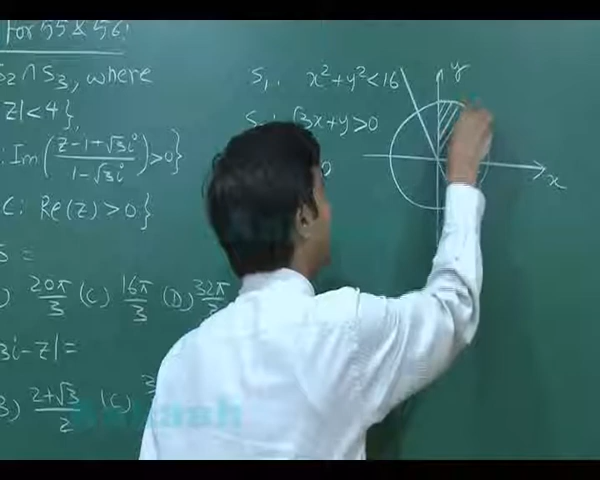 for 55 & 56:
S₂ ∩ S₃, where
z| < 4},
: Im((z-1+√3i)/(1-√3i)) > 0}
C: Re(z) > 0}
S =
) 20π/3 (C) 16π/3 (D) 32π/3
3i - z| =
B) (2+√3)/2 (C) 3
S₁: x² + y² < 16
√3x + y > 0
0
y
x